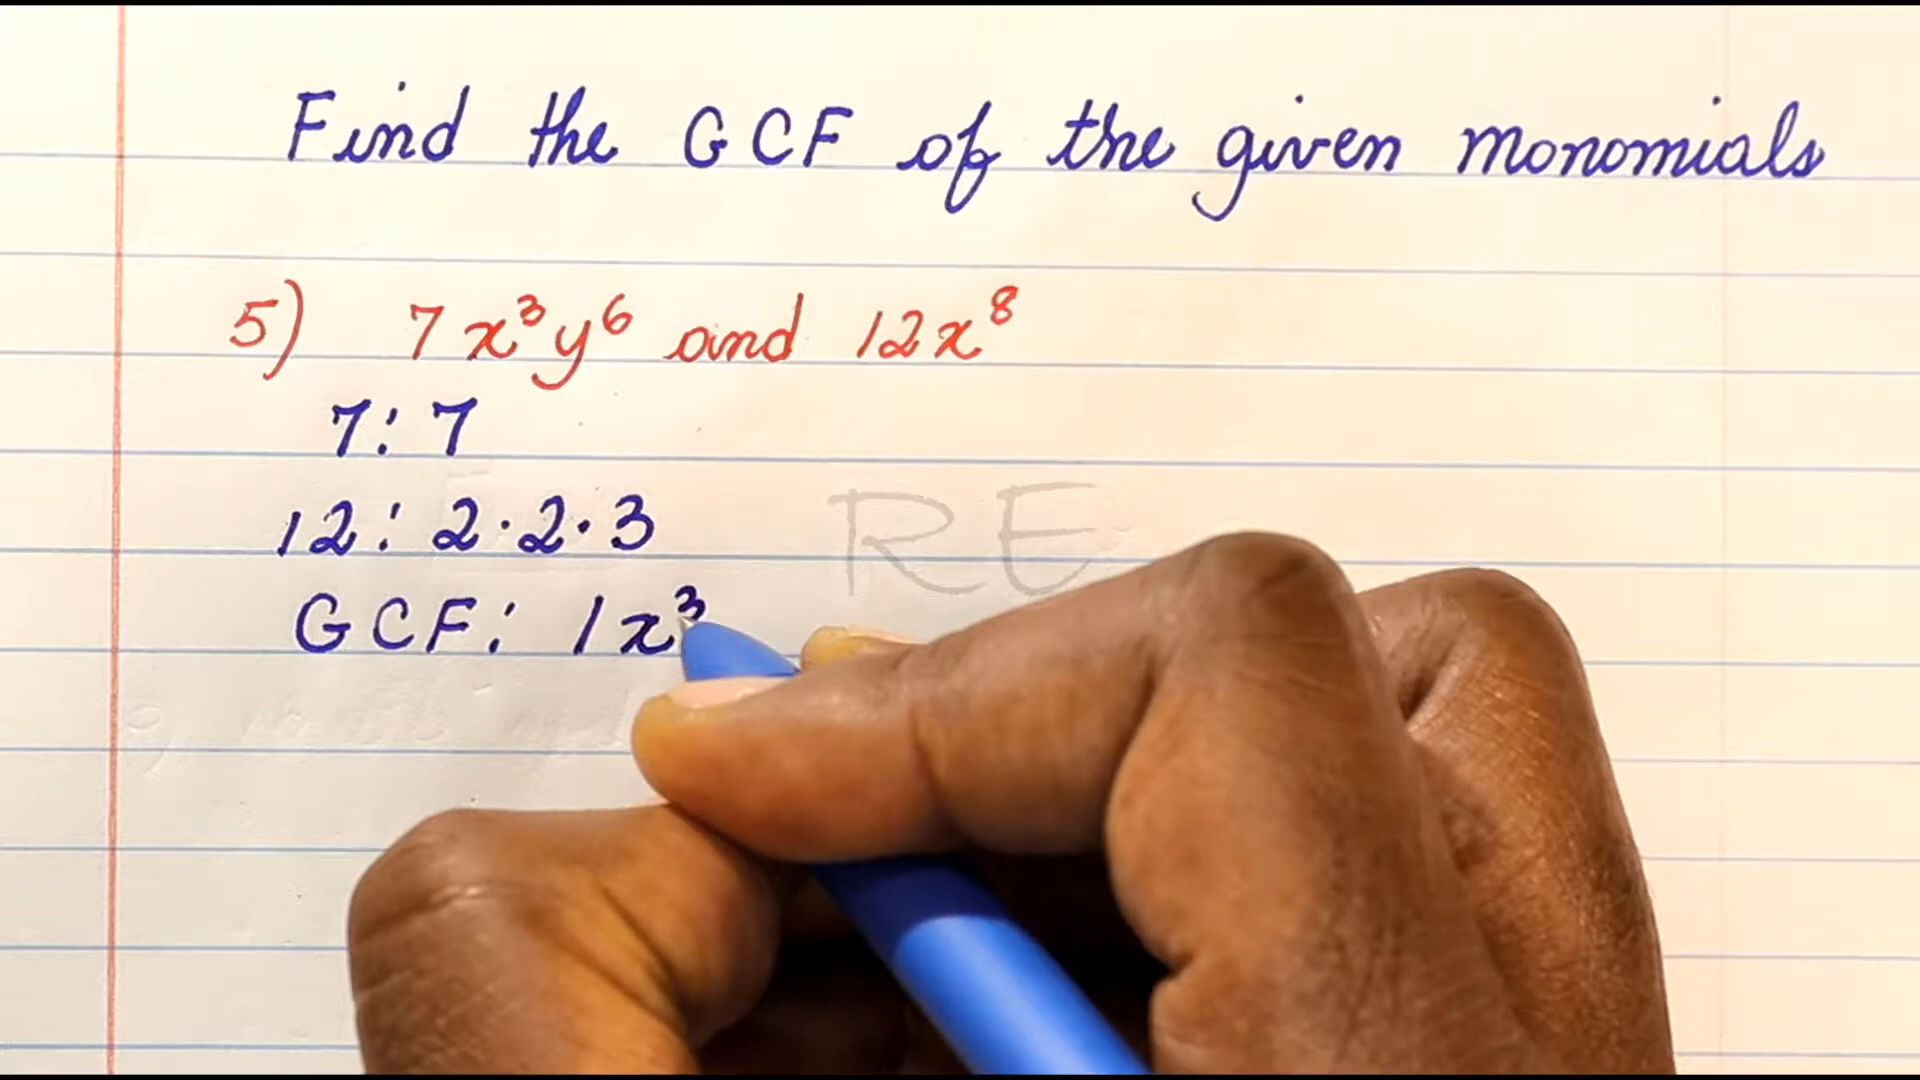 Find the GCF of the given monomials
5) 7x³y⁶ and 12x⁸
7: 7
12: 2·2·3
RE
GCF: 1x³